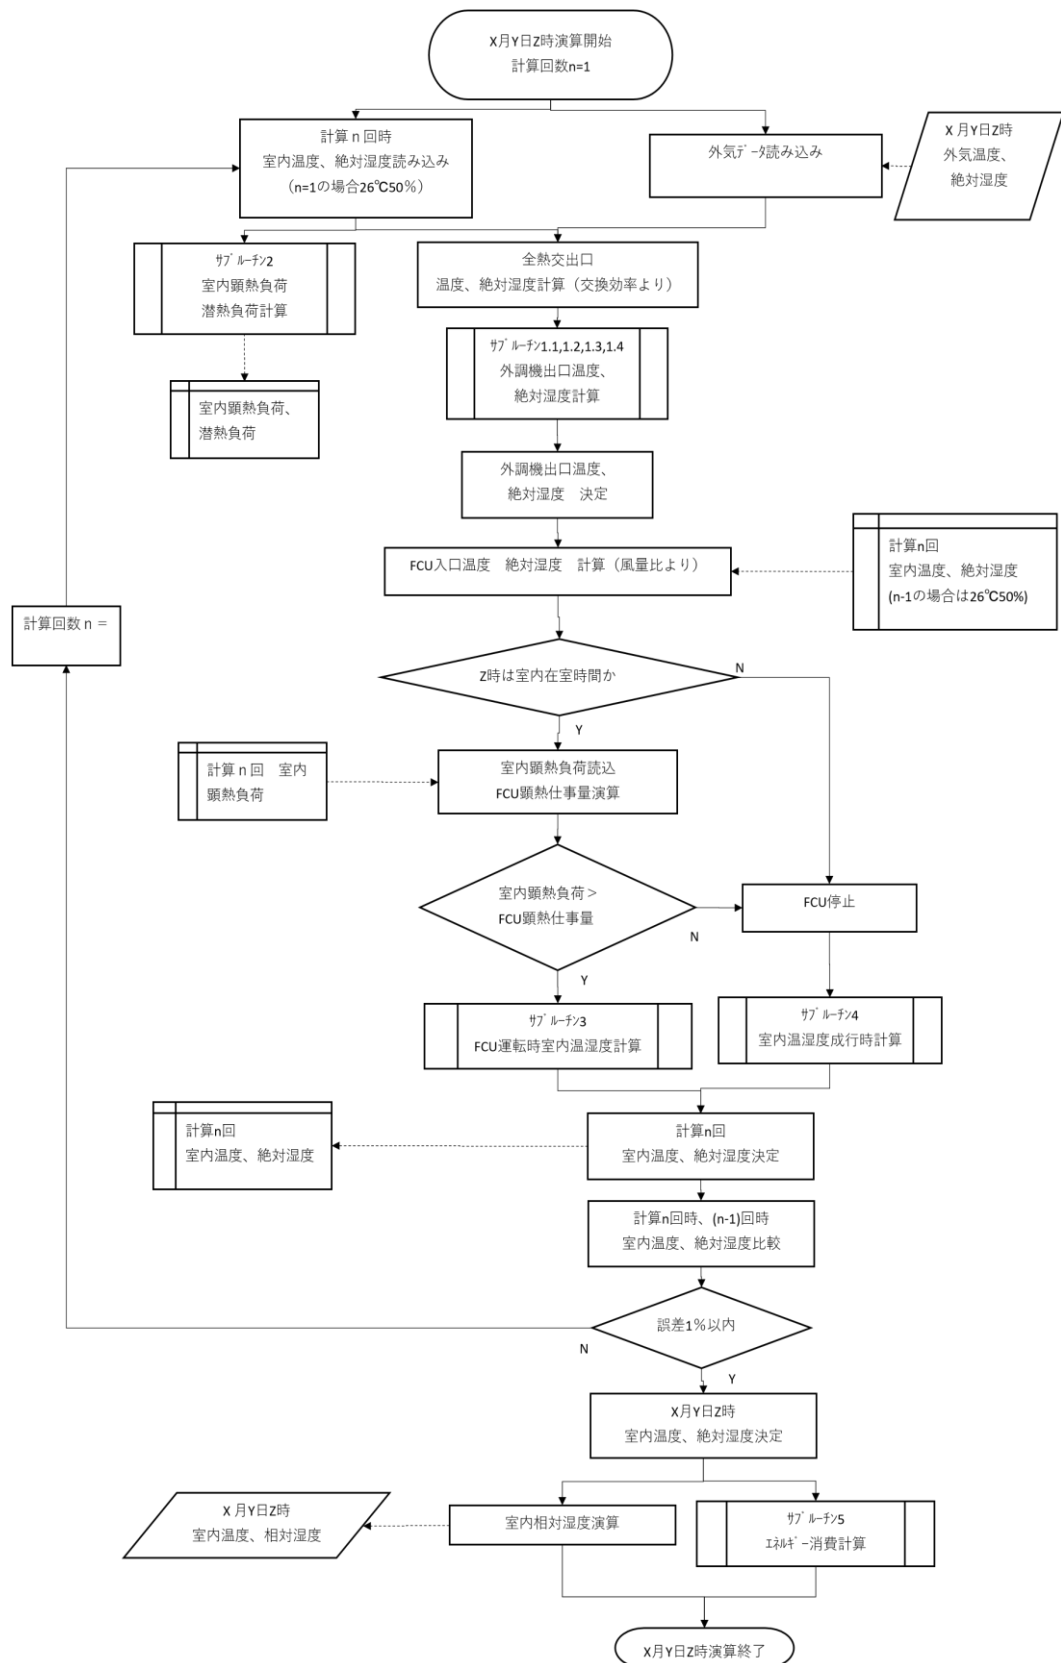 X月Y日Z時演算開始
計算回数n=1
計算ｎ回時
室内温度、絶対湿度読み込み
（n=1の場合26℃50％）
外気ﾃﾞｰﾀ読み込み
X 月Y日Z時
外気温度、
絶対湿度
ｻﾌﾞﾙｰﾁﾝ2
室内顕熱負荷
潜熱負荷計算
全熱交出口
温度、絶対湿度計算（交換効率より）
ｻﾌﾞﾙｰﾁﾝ1.1,1.2,1.3,1.4
外調機出口温度、
絶対湿度計算
室内顕熱負荷、
潜熱負荷
外調機出口温度、
絶対湿度　決定
FCU入口温度　絶対湿度　計算（風量比より）
計算n回
室内温度、絶対湿度
(n-1の場合は26℃50%)
計算回数ｎ＝
Z時は室内在室時間か
N
Y
計算ｎ回　室内
顕熱負荷
室内顕熱負荷読込
FCU顕熱仕事量演算
室内顕熱負荷＞
FCU顕熱仕事量
N
Y
FCU停止
ｻﾌﾞﾙｰﾁﾝ3
FCU運転時室内温湿度計算
ｻﾌﾞﾙｰﾁﾝ4
室内温湿度成行時計算
計算n回
室内温度、絶対湿度
計算n回
室内温度、絶対湿度決定
計算n回時、(n-1)回時
室内温度、絶対湿度比較
誤差1％以内
N
Y
X月Y日Z時
室内温度、絶対湿度決定
X 月Y日Z時
室内温度、相対湿度
室内相対湿度演算
ｻﾌﾞﾙｰﾁﾝ5
ｴﾈﾙｷﾞｰ消費計算
X月Y日Z時演算終了